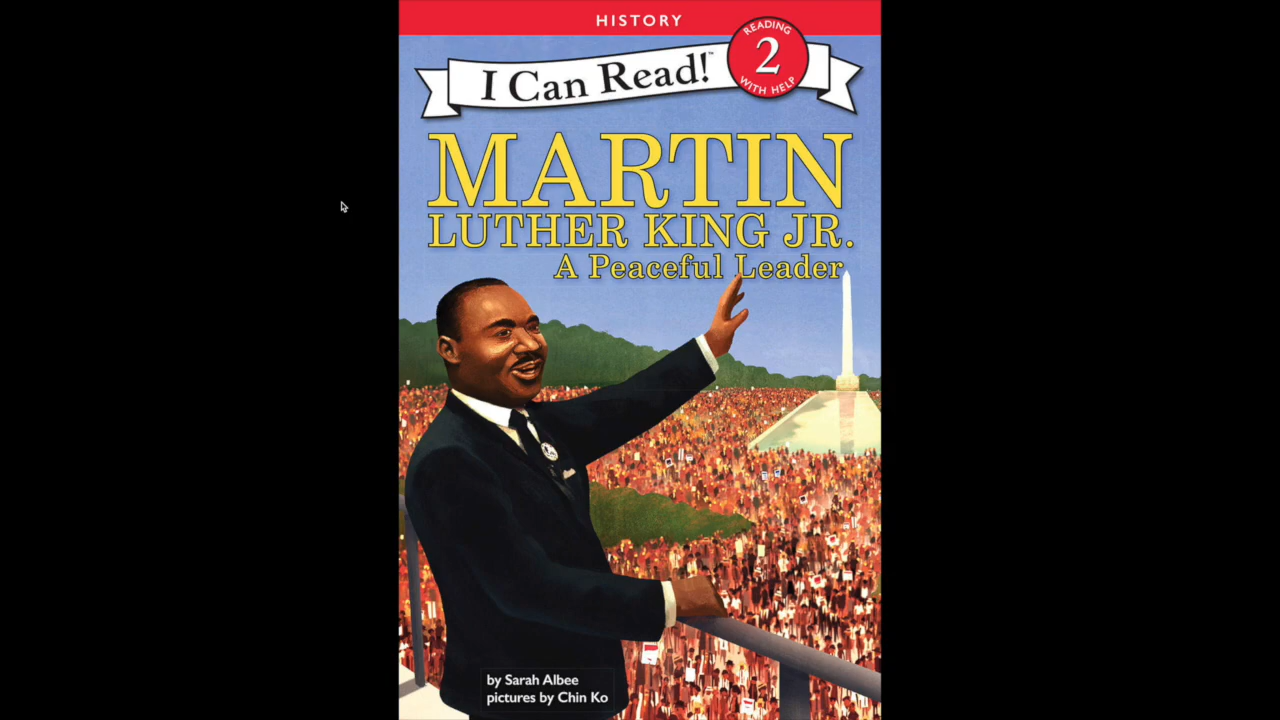 HISTORY
I Can Read!™
READING
2
WITH HELP
MARTIN
LUTHER KING JR.
A Peaceful Leader
by Sarah Albee
pictures by Chin Ko